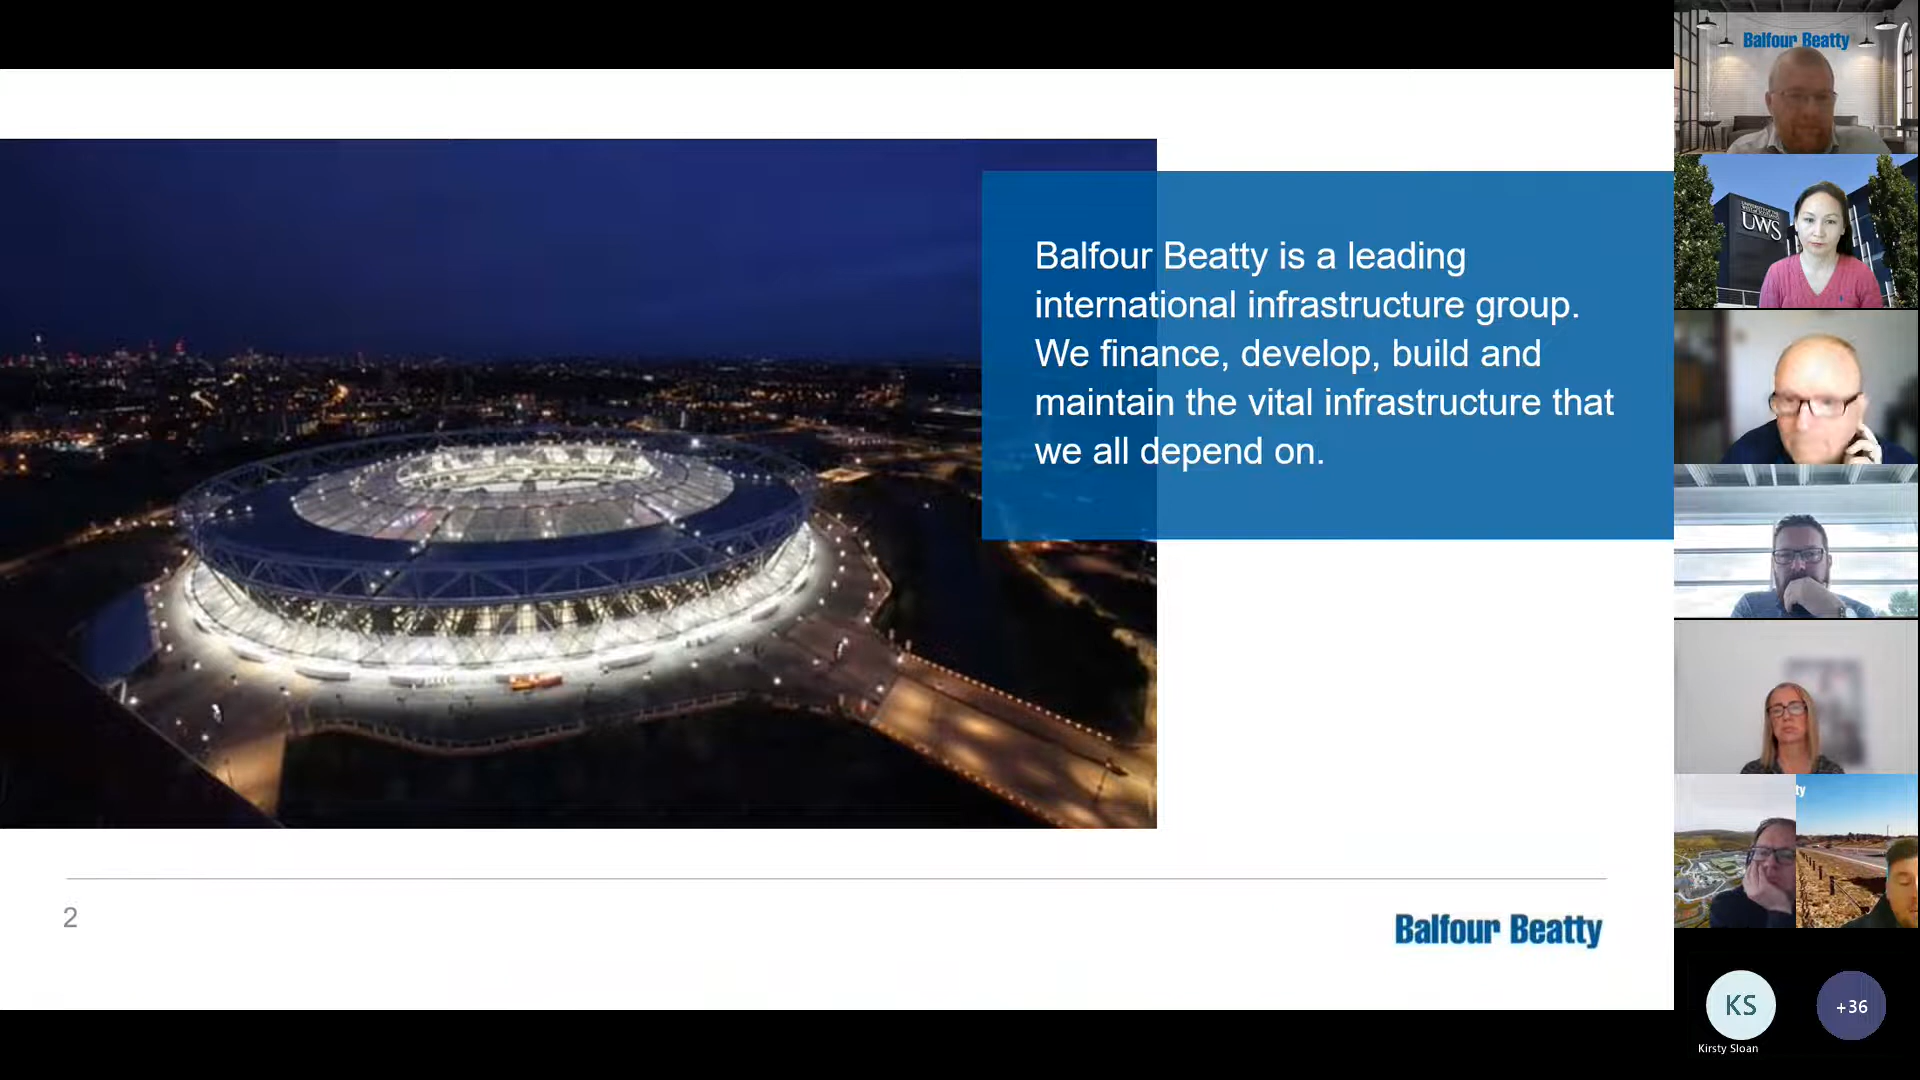 Balfour Beatty is a leading
international infrastructure group.
We finance, develop, build and
maintain the vital infrastructure that
we all depend on.
2
Balfour Beatty
Balfour Beatty
UWS
ty
KS
+36
Kirsty Sloan